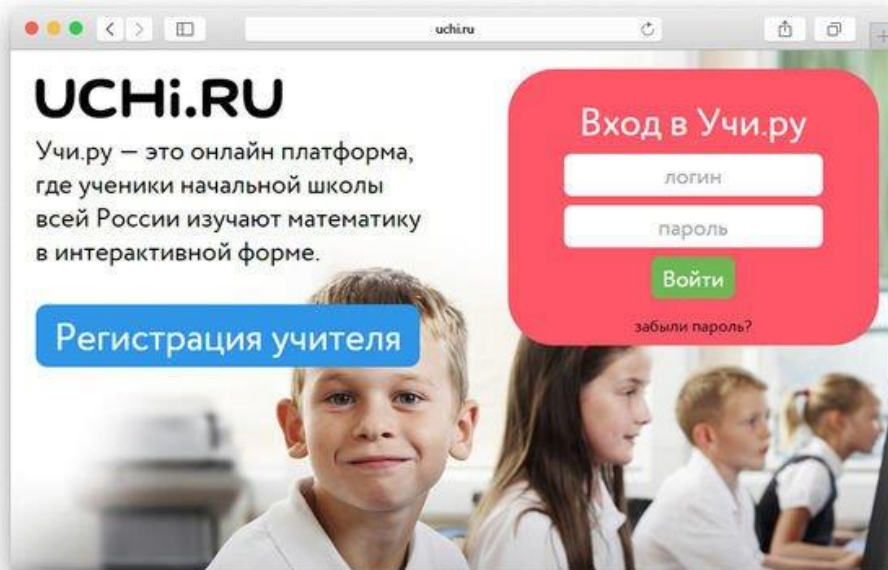 uchi.ru
UCHi.RU
Учи.ру — это онлайн платформа,
где ученики начальной школы
всей России изучают математику
в интерактивной форме.
Регистрация учителя
Вход в Учи.ру
логин
пароль
Войти
забыли пароль?